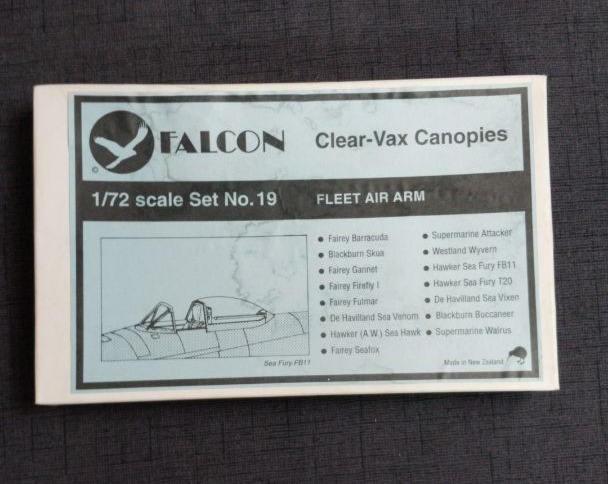 FALCON Clear-Vax Canopies
©
1/72 scale Set No.19 FLEET AIR ARM
Fairey Barracuda
Blackburn Skua
Fairey Gannet
Fairey Firefly I
Fairey Fulmar
De Havilland Sea Venom
Hawker (A.W.) Sea Hawk
Fairey Seafox
Supermarine Attacker
Westland Wyvern
Hawker Sea Fury FB11
Hawker Sea Fury T20
De Havilland Sea Vixen
Blackburn Buccaneer
Supermarine Walrus
Sea Fury FB11
Made in New Zealand